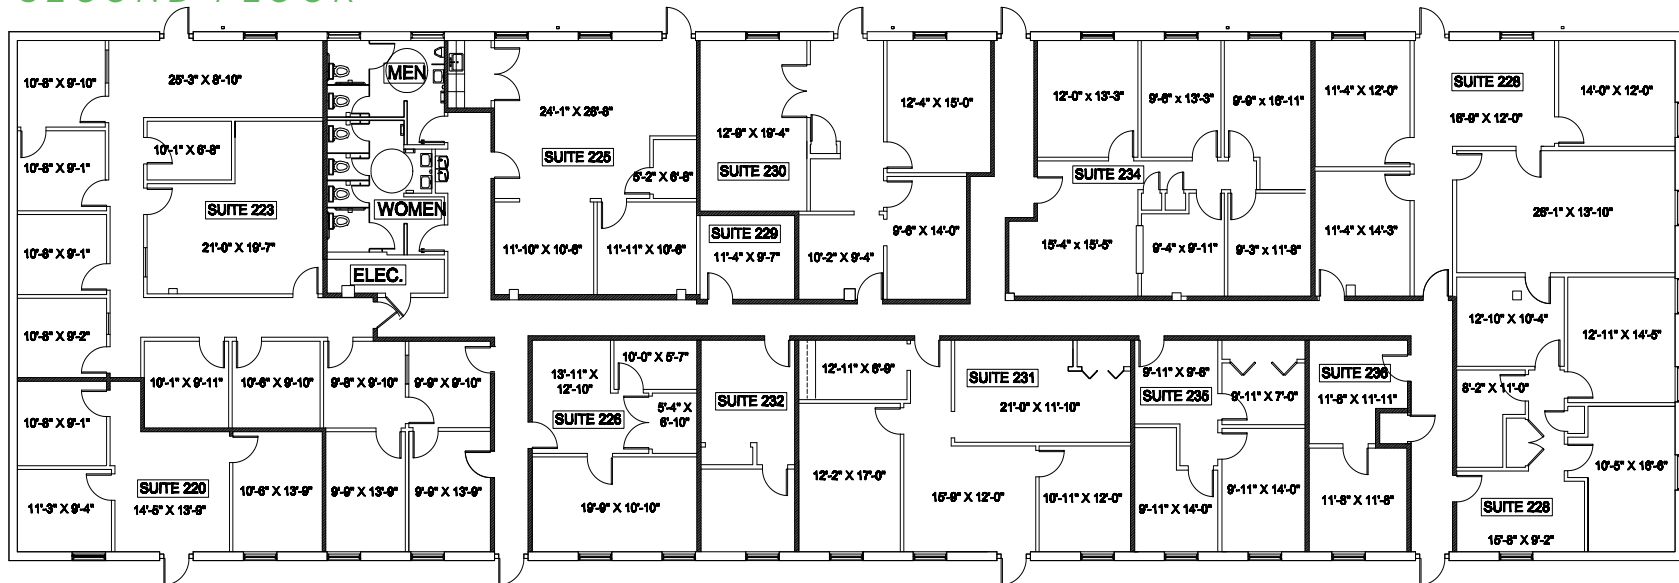 SECOND FLOOR
10'-8" X 9'-10"
25'-3" X 8'-10"
MEN
24'-1" X 26'-8"
12'-9" X 19'-4"
12'-4" X 15'-0"
12'-0" x 13'-3"
9'-6" x 13'-3"
9'-9" x 16'-11"
11'-4" X 12'-0"
SUITE 228
16'-9" X 12'-0"
14'-0" X 12'-0"
10'-8" X 9'-1"
10'-1" X 6'-8"
SUITE 225
5'-2" X 6'-8"
SUITE 230
SUITE 234
SUITE 223
WOMEN
26'-1" X 13'-10"
10'-8" X 9'-1"
21'-0" X 19'-7"
11'-10" X 10'-6"
11'-11" X 10'-6"
SUITE 229
11'-4" X 9'-7"
10'-2" X 9'-4"
9'-6" X 14'-0"
15'-4" x 15'-5"
9'-4" x 9'-11"
9'-3" x 11'-8"
11'-4" X 14'-3"
ELEC.
10'-8" X 9'-2"
12'-10" X 10'-4"
12'-11" X 14'-5"
10'-1" X 9'-11"
10'-6" X 9'-10"
9'-8" X 9'-10"
9'-9" X 9'-10"
13'-11" X
12'-10"
10'-0" X 5'-7"
12'-11" X 6'-9"
SUITE 231
21'-0" X 11'-10"
9'-11" X 9'-8"
SUITE 235
9'-11" X 7'-0"
SUITE 236
11'-8" X 11'-11"
8'-2" X 11'-0"
10'-8" X 9'-1"
SUITE 226
5'-4" X
6'-10"
SUITE 232
11'-3" X 9'-4"
SUITE 220
14'-5" X 13'-9"
10'-6" X 13'-9"
9'-9" X 13'-9"
9'-9" X 13'-9"
19'-9" X 10'-10"
12'-2" X 17'-0"
15'-9" X 12'-0"
10'-11" X 12'-0"
9'-11" X 14'-0"
9'-11" X 14'-0"
11'-8" X 11'-8"
10'-5" X 16'-6"
SUITE 228
15'-8" X 9'-2"